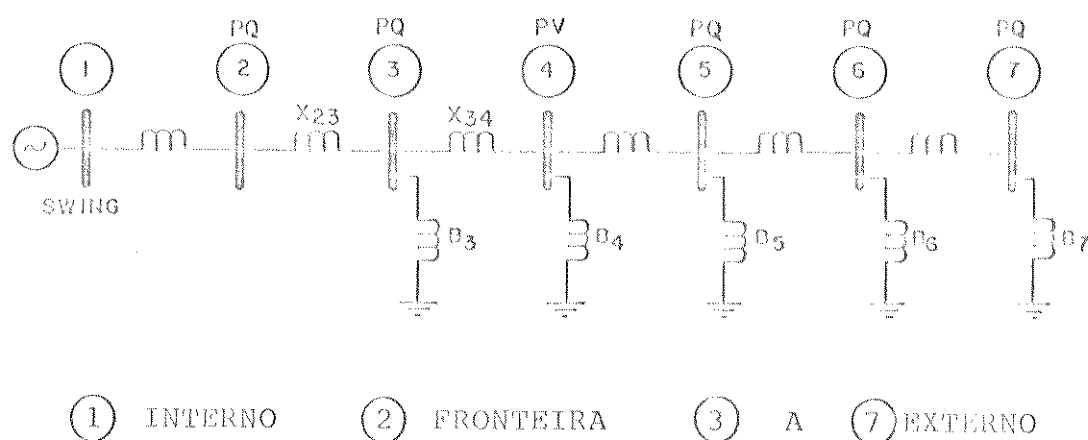 PQ PQ PV PQ PQ PQ
1 2 3 4 5 6 7
X23 X34
SWING
B3 B4 B5 B6 B7
1 INTERNO 2 FRONTEIRA 3 A 7 EXTERNO